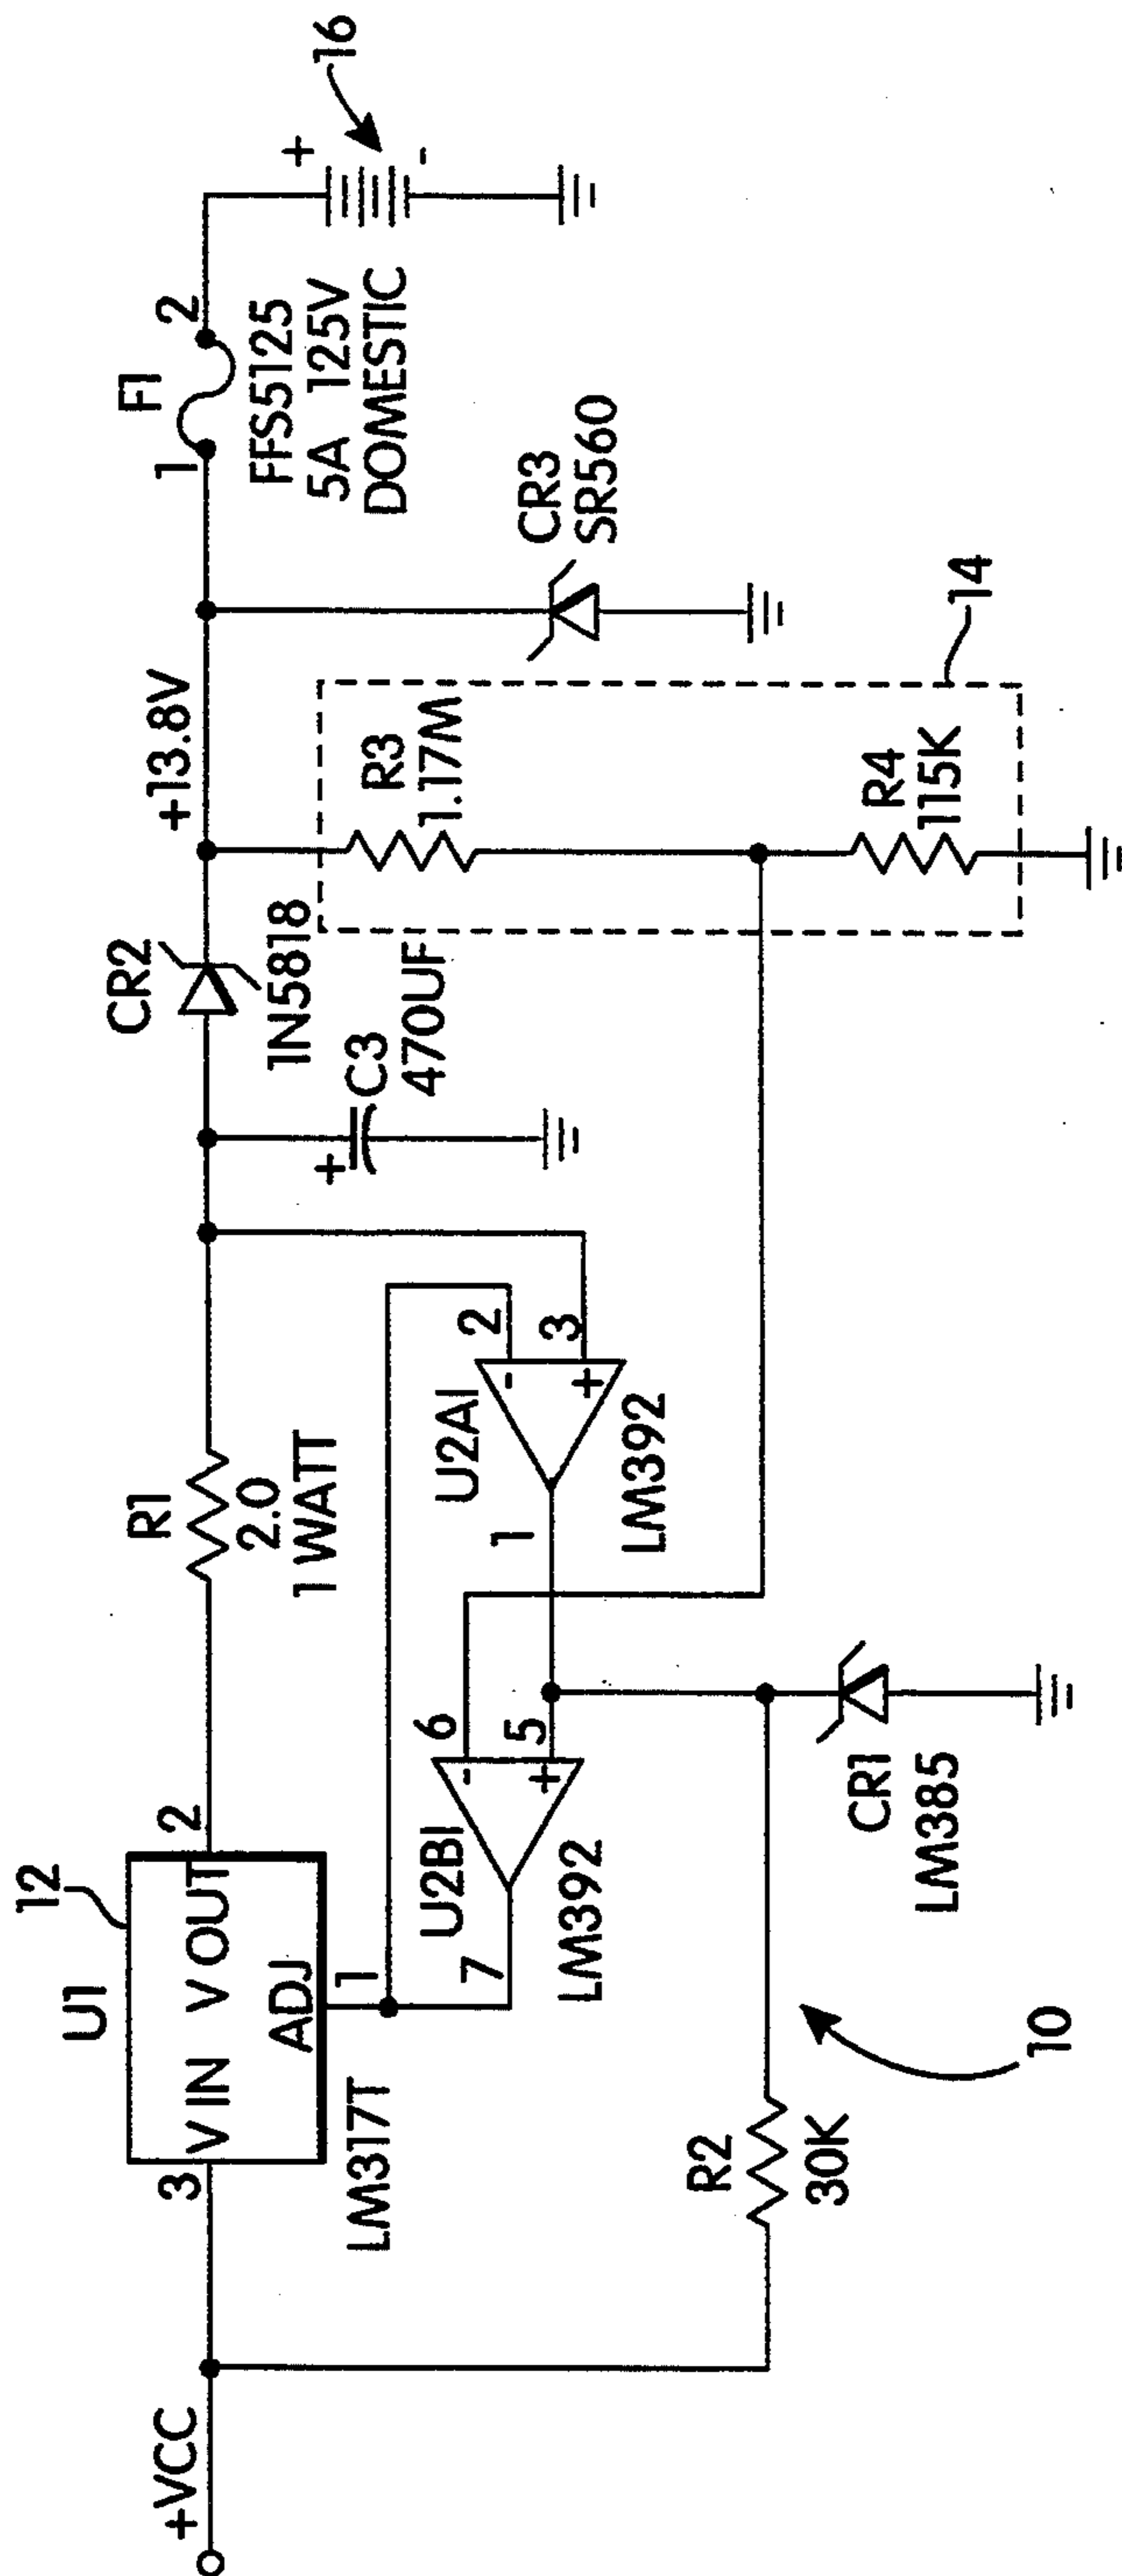 +VCC
U1
12
3
V IN V OUT
ADJ
2
1
LM317T
R1
2.0
1 WATT
U2BI
7
6
-
5
+
LM392
U2AI
1
2
-
3
+
LM392
R2
30K
CR1
LM385
10
+
C3
470UF
CR2
1N5818
+13.8V
R3
1.17M
R4
115K
14
CR3
SR560
F1
1
2
FFS5125
5A 125V
DOMESTIC
+
-
16